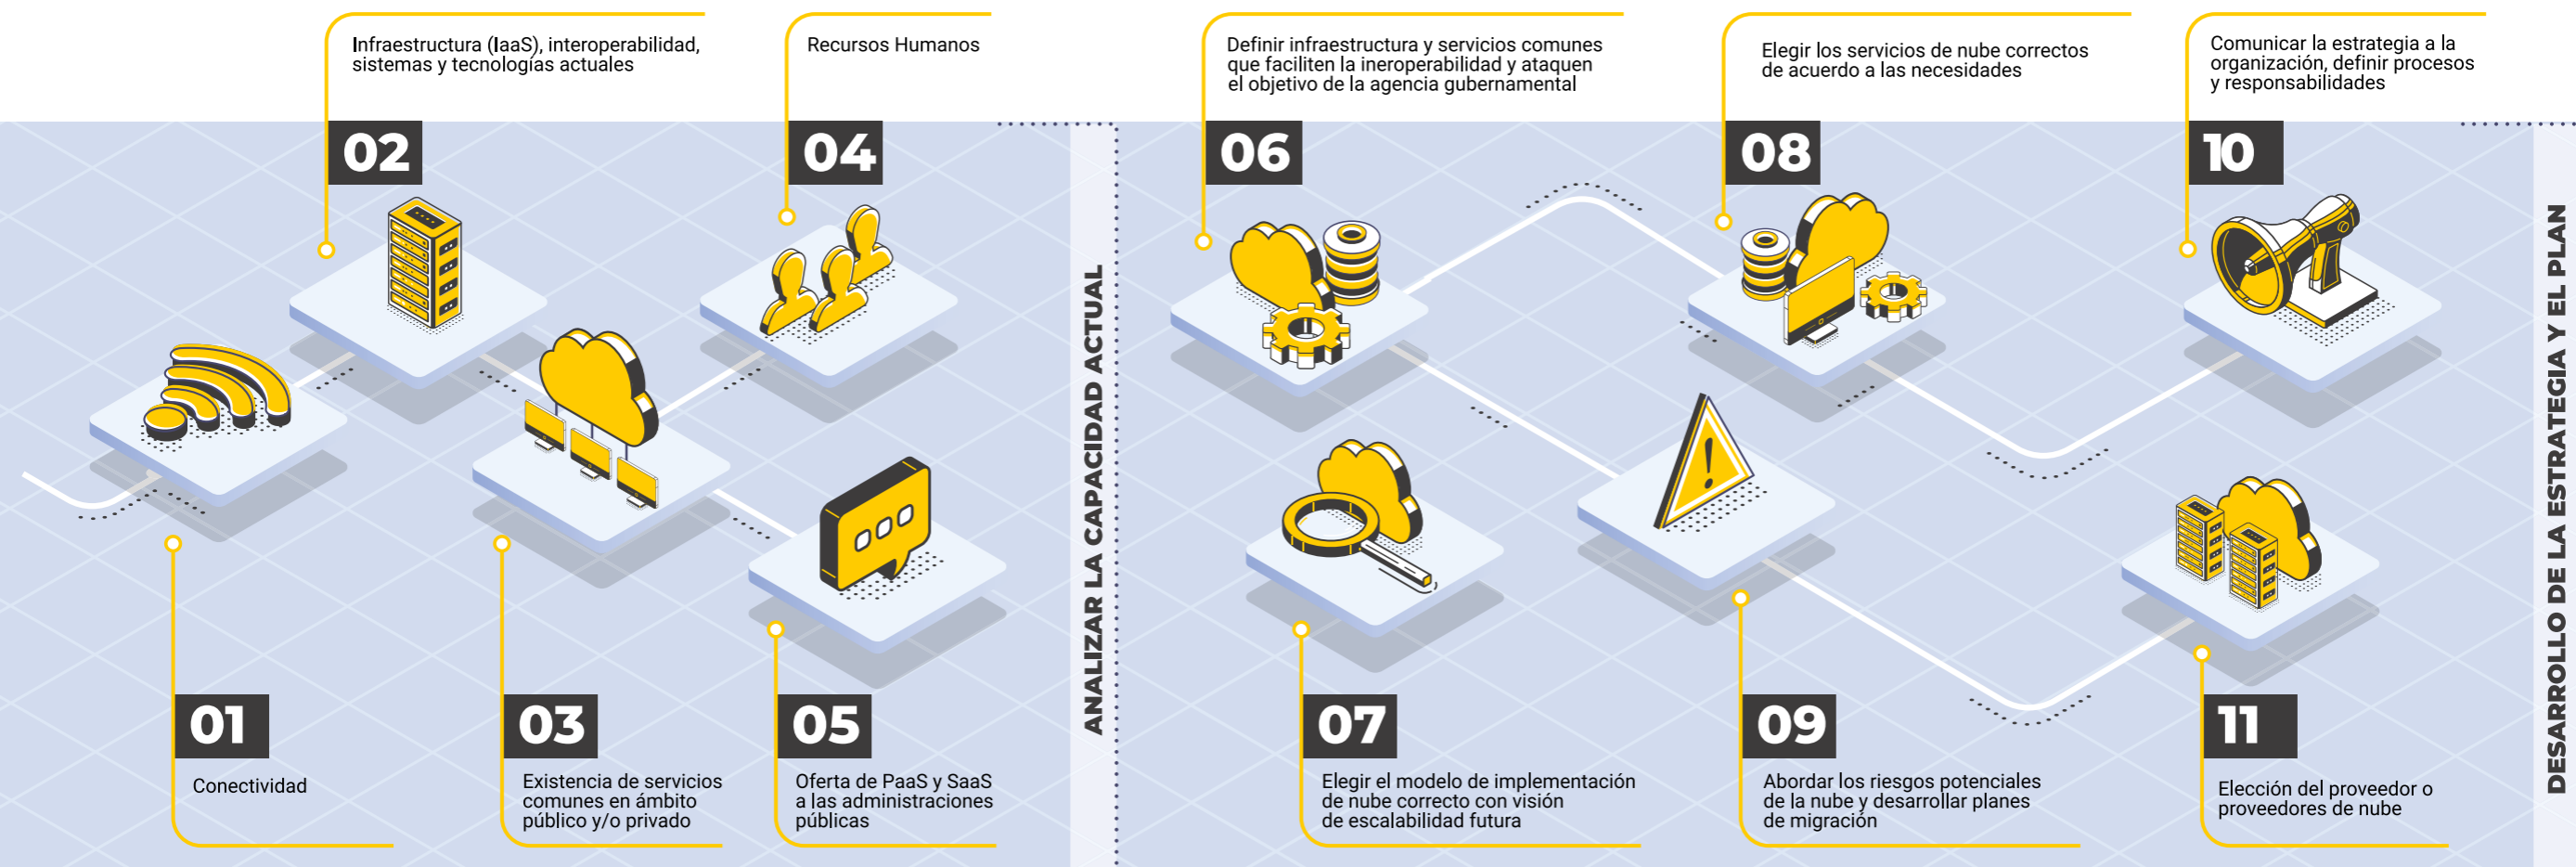 01
Conectividad
02
Infraestructura (IaaS), interoperabilidad,
sistemas y tecnologías actuales
03
Existencia de servicios
comunes en ámbito
público y/o privado
04
Recursos Humanos
05
Oferta de PaaS y SaaS
a las administraciones
públicas
ANALIZAR LA CAPACIDAD ACTUAL
06
Definir infraestructura y servicios comunes
que faciliten la ineroperabilidad y ataquen
el objetivo de la agencia gubernamental
07
Elegir el modelo de implementación
de nube correcto con visión
de escalabilidad futura
08
Elegir los servicios de nube correctos
de acuerdo a las necesidades
09
Abordar los riesgos potenciales
de la nube y desarrollar planes
de migración
10
Comunicar la estrategia a la
organización, definir procesos
y responsabilidades
11
Elección del proveedor o
proveedores de nube
DESARROLLO DE LA ESTRATEGIA Y EL PLAN